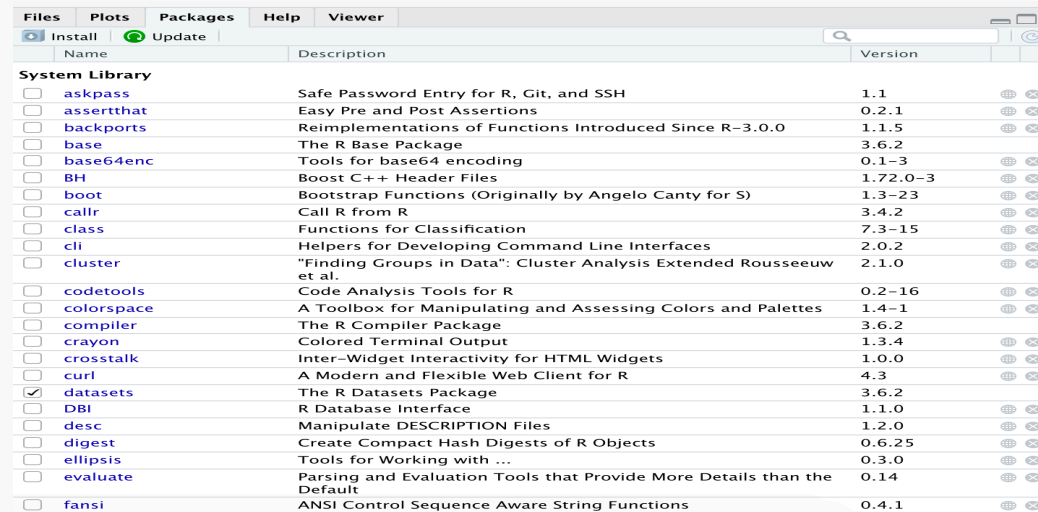 Files Plots Packages Help Viewer
Install Update
Name Description Version
System Library
askpass Safe Password Entry for R, Git, and SSH 1.1
assertthat Easy Pre and Post Assertions 0.2.1
backports Reimplementations of Functions Introduced Since R-3.0.0 1.1.5
base The R Base Package 3.6.2
base64enc Tools for base64 encoding 0.1-3
BH Boost C++ Header Files 1.72.0-3
boot Bootstrap Functions (Originally by Angelo Canty for S) 1.3-23
callr Call R from R 3.4.2
class Functions for Classification 7.3-15
cli Helpers for Developing Command Line Interfaces 2.0.2
cluster "Finding Groups in Data": Cluster Analysis Extended Rousseeuw 2.1.0
et al.
codetools Code Analysis Tools for R 0.2-16
colorspace A Toolbox for Manipulating and Assessing Colors and Palettes 1.4-1
compiler The R Compiler Package 3.6.2
crayon Colored Terminal Output 1.3.4
crosstalk Inter-Widget Interactivity for HTML Widgets 1.0.0
curl A Modern and Flexible Web Client for R 4.3
datasets The R Datasets Package 3.6.2
DBI R Database Interface 1.1.0
desc Manipulate DESCRIPTION Files 1.2.0
digest Create Compact Hash Digests of R Objects 0.6.25
ellipsis Tools for Working with ... 0.3.0
evaluate Parsing and Evaluation Tools that Provide More Details than the 0.14
Default
fansi ANSI Control Sequence Aware String Functions 0.4.1